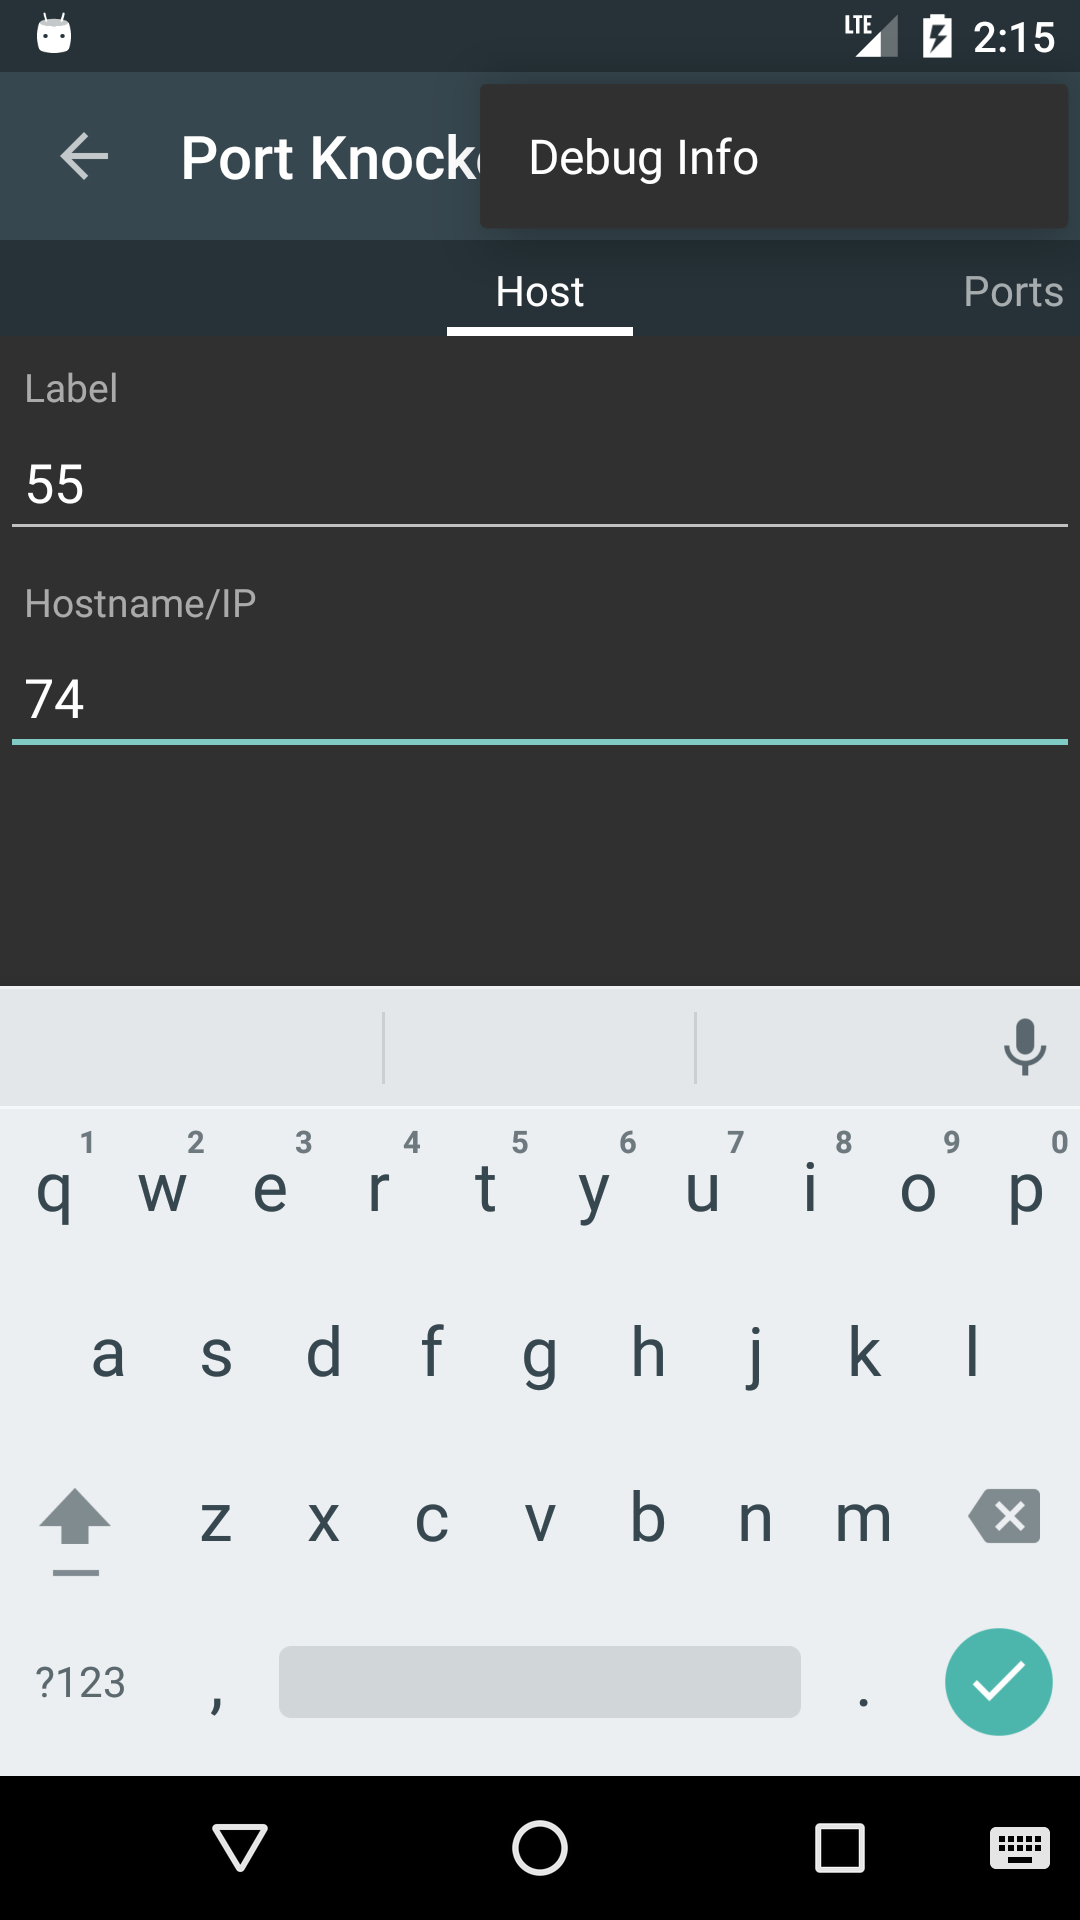 LTE 2:15
Port Knock
Debug Info
Host Ports
Label
55
Hostname/IP
74
1 2 3 4 5 6 7 8 9 0
q w e r t y u i o p
a s d f g h j k l
z x c v b n m
?123 , .